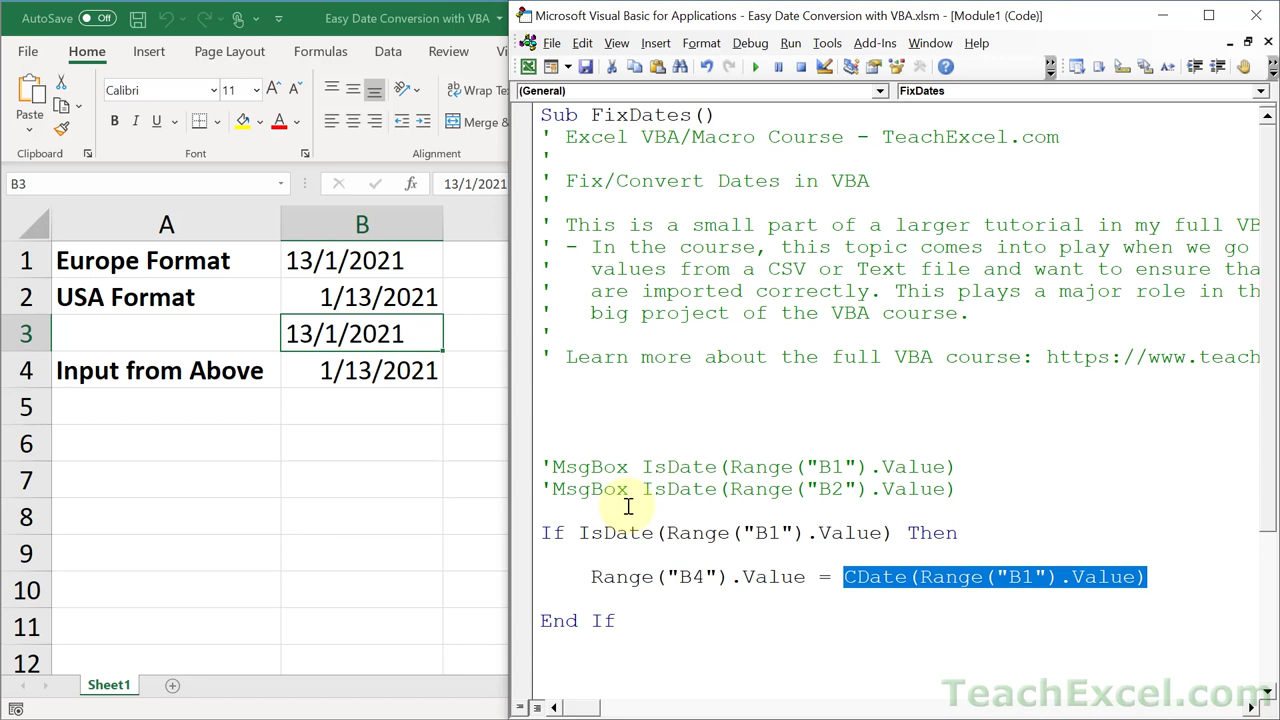 AutoSave Off Easy Date Conversion with VBA
File Home Insert Page Layout Formulas Data Review
Paste
Calibri 11
Wrap Te
Merge &
Clipboard Font Alignment
B3 fx 13/1/2021
A B
1 Europe Format 13/1/2021
2 USA Format 1/13/2021
3 13/1/2021
4 Input from Above 1/13/2021
5
6
7
8
9
10
11
12
Sheet1
Microsoft Visual Basic for Applications - Easy Date Conversion with VBA.xlsm - [Module1 (Code)]
File Edit View Insert Format Debug Run Tools Add-Ins Window Help
(General) FixDates
Sub FixDates()
' Excel VBA/Macro Course - TeachExcel.com
'
' Fix/Convert Dates in VBA
'
' This is a small part of a larger tutorial in my full VB
' - In the course, this topic comes into play when we go
' values from a CSV or Text file and want to ensure tha
' are imported correctly. This plays a major role in th
' big project of the VBA course.
'
' Learn more about the full VBA course: https://www.teach
'MsgBox IsDate(Range("B1").Value)
'MsgBox IsDate(Range("B2").Value)
If IsDate(Range("B1").Value) Then
Range("B4").Value = CDate(Range("B1").Value)
End If
TeachExcel.com